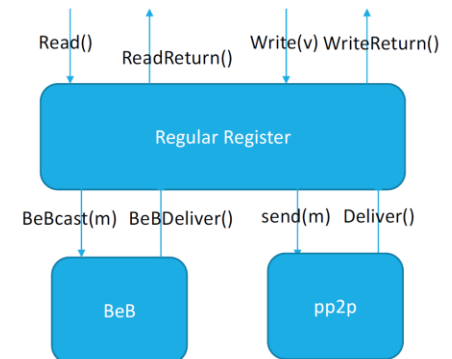 Read()
ReadReturn()
Write(v) WriteReturn()
Regular Register
BeBcast(m) BeBDeliver()
send(m) Deliver()
BeB
pp2p